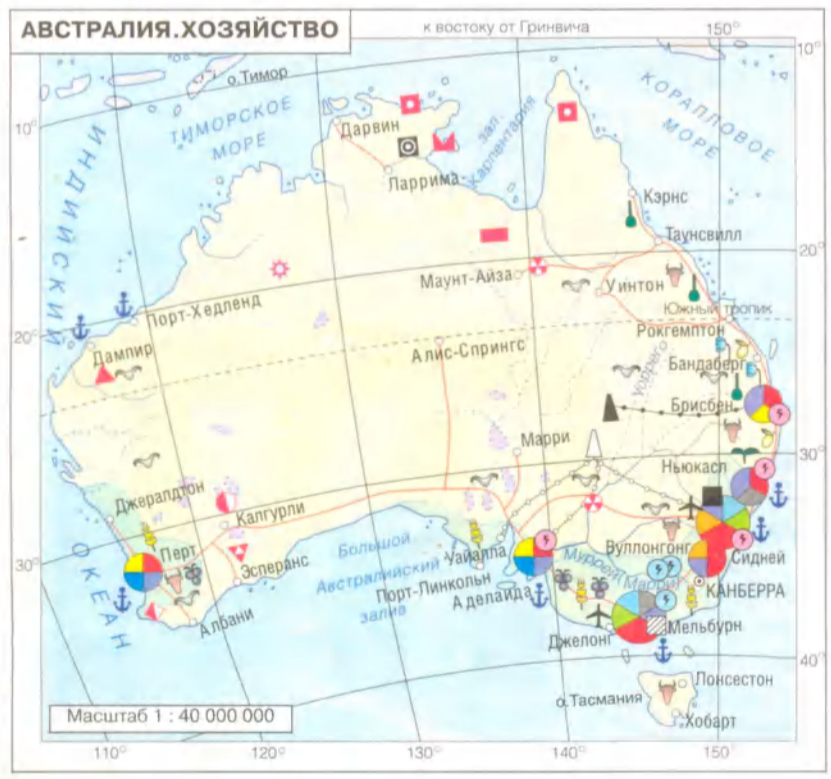 АВСТРАЛИЯ.ХОЗЯЙСТВО
к востоку от Гринвича
150°
10°
о.Тимор
КОРАЛЛОВОЕ
МОРЕ
ТИМОРСКОЕ
МОРЕ
10°
Дарвин
зал.
Карпентария
ИНДИЙСКИЙ
Ларрима
Кэрнс
Таунсвилл
20°
Маунт-Айза
Уинтон
Порт-Хедленд
Южный тропик
20°
Дампир
Алис-Спрингс
Рокгемптон
Бандаберг
Уоррего
Брисбен
Марри
30°
Ньюкасл
Джералдтон
Калгурли
ОКЕАН
Перт
30°
Эсперанс
Большой
Австралийский
залив
Уайалла
Порт-Линкольн
Аделаида
Муррей (Марри)
Вуллонгонг
Сидней
КАНБЕРРА
Албани
Джелонг
Мельбурн
40°
Лонсестон
о.Тасмания
Хобарт
Масштаб 1 : 40 000 000
110°
120°
130°
140°
150°